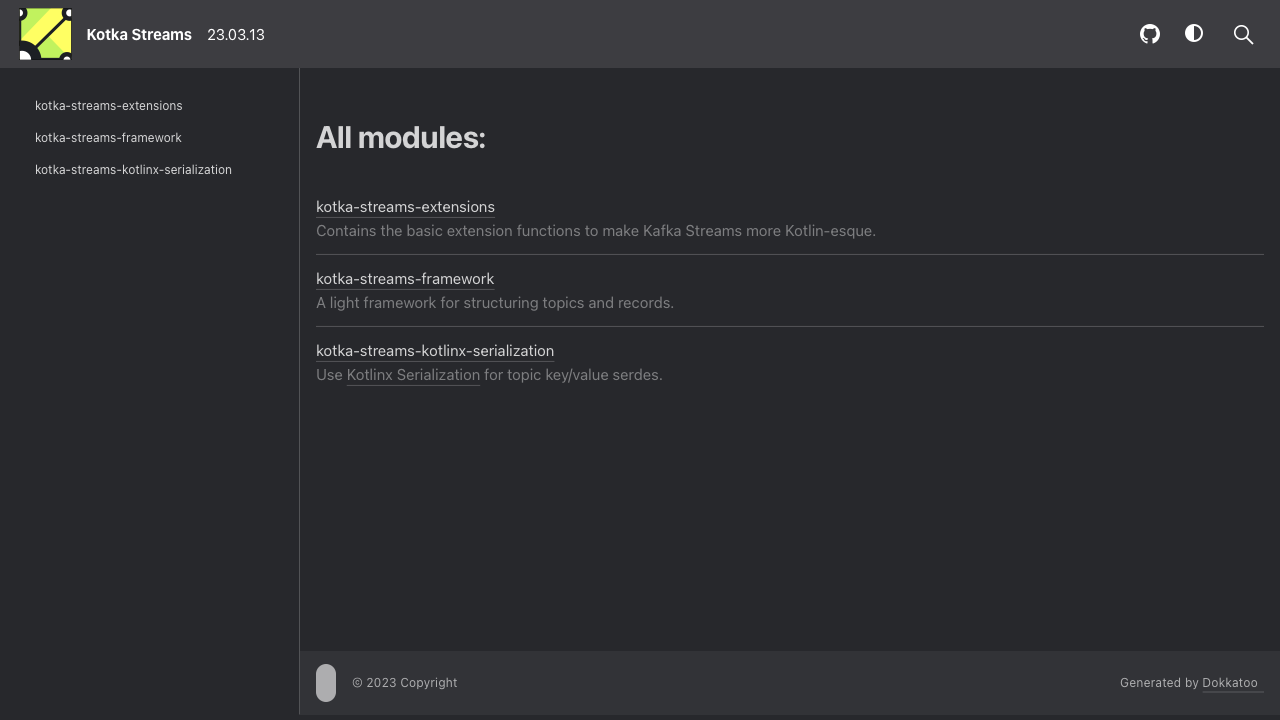 Kotka Streams 23.03.13
kotka-streams-extensions
kotka-streams-framework
kotka-streams-kotlinx-serialization
All modules:
kotka-streams-extensions
Contains the basic extension functions to make Kafka Streams more Kotlin-esque.
kotka-streams-framework
A light framework for structuring topics and records.
kotka-streams-kotlinx-serialization
Use Kotlinx Serialization for topic key/value serdes.
© 2023 Copyright
Generated by Dokkatoo